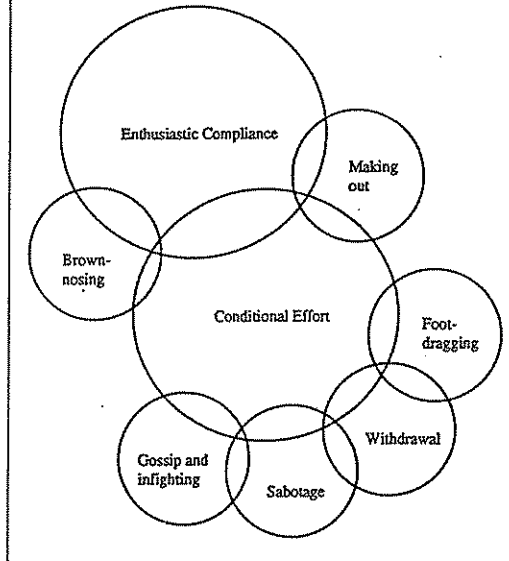 Enthusiastic Compliance
Making
out
Brown-
nosing
Conditional Effort
Foot-
dragging
Withdrawal
Gossip and
infighting
Sabotage